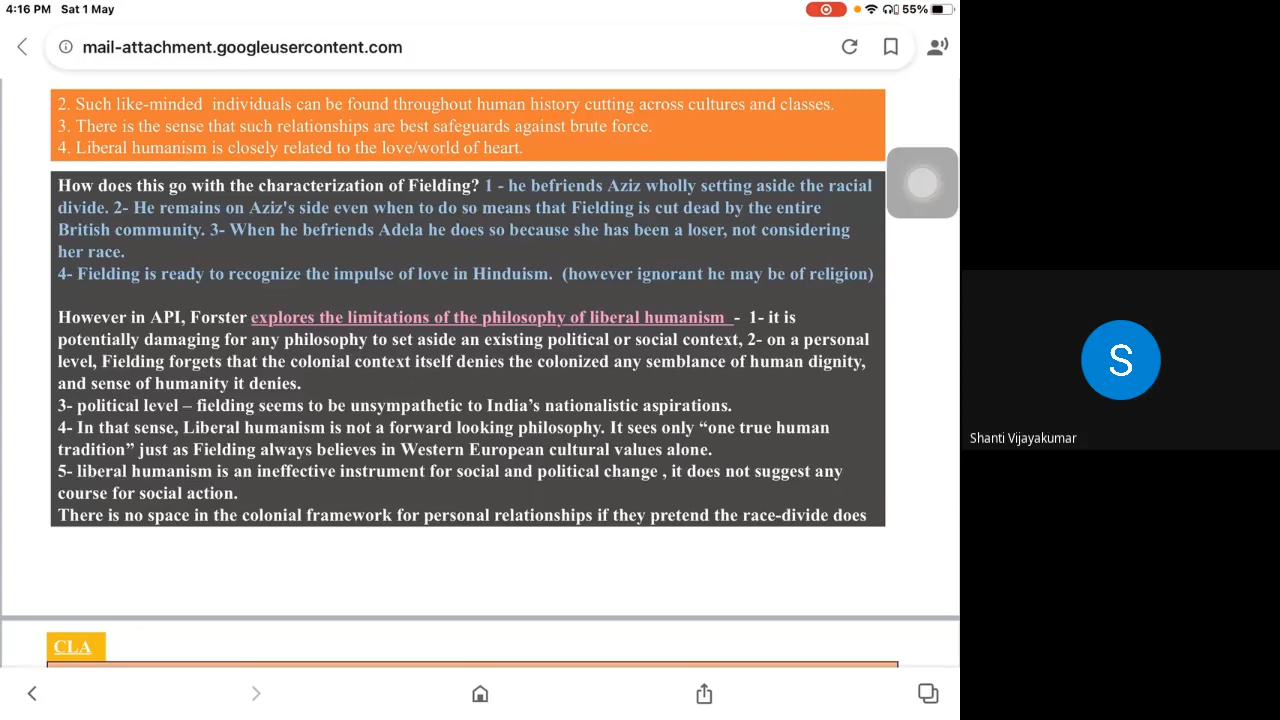 4:16 PM Sat 1 May
55%
mail-attachment.googleusercontent.com
2. Such like-minded individuals can be found throughout human history cutting across cultures and classes.
3. There is the sense that such relationships are best safeguards against brute force.
4. Liberal humanism is closely related to the love/world of heart.
How does this go with the characterization of Fielding? 1 - he befriends Aziz wholly setting aside the racial
divide. 2- He remains on Aziz's side even when to do so means that Fielding is cut dead by the entire
British community. 3- When he befriends Adela he does so because she has been a loser, not considering
her race.
4- Fielding is ready to recognize the impulse of love in Hinduism. (however ignorant he may be of religion)
However in API, Forster explores the limitations of the philosophy of liberal humanism - 1- it is
potentially damaging for any philosophy to set aside an existing political or social context, 2- on a personal
level, Fielding forgets that the colonial context itself denies the colonized any semblance of human dignity,
and sense of humanity it denies.
3- political level – fielding seems to be unsympathetic to India’s nationalistic aspirations.
4- In that sense, Liberal humanism is not a forward looking philosophy. It sees only “one true human
tradition” just as Fielding always believes in Western European cultural values alone.
5- liberal humanism is an ineffective instrument for social and political change , it does not suggest any
course for social action.
There is no space in the colonial framework for personal relationships if they pretend the race-divide does
CLA
S
Shanti Vijayakumar